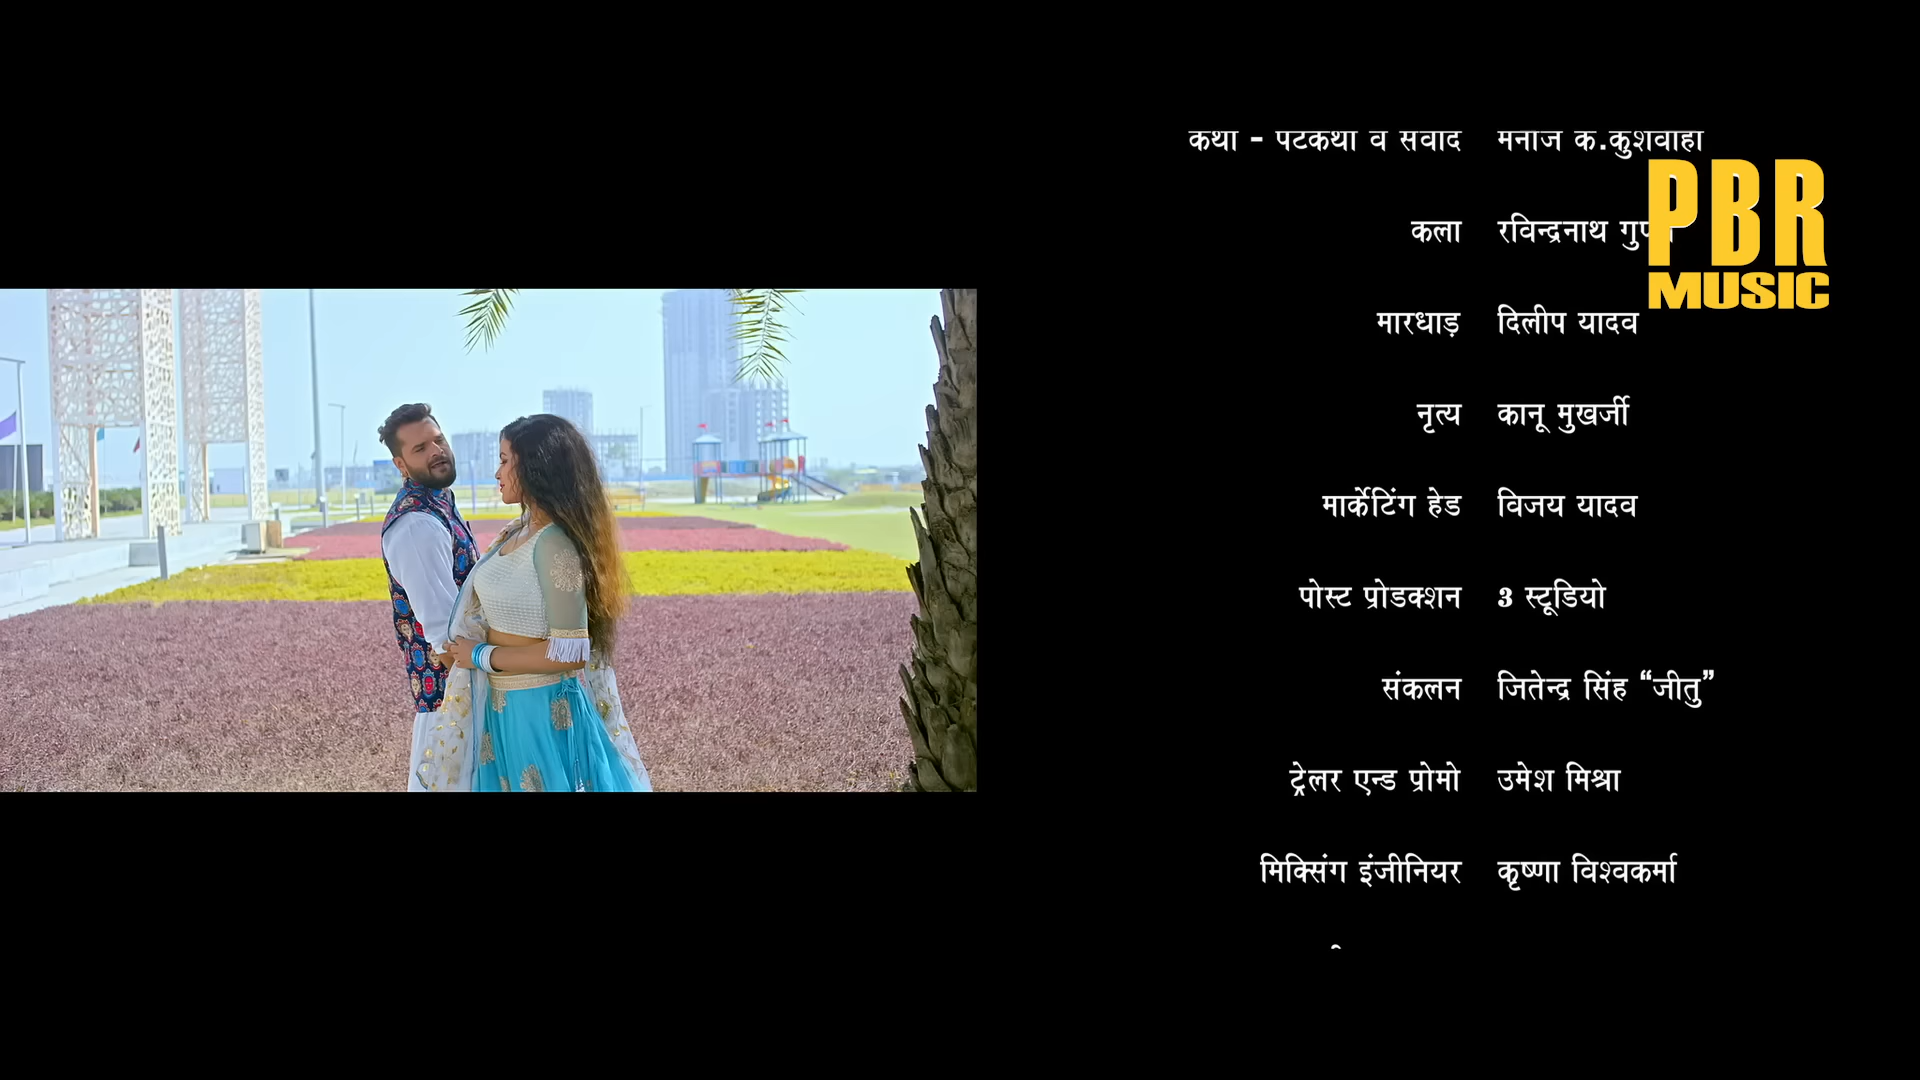 कथा - पटकथा व संवाद मनोज क.कुशवाहा
कला रविन्द्रनाथ
PBR
MUSIC
मारधाड़ दिलीप यादव
नृत्य कानू मुखर्जी
मार्केटिंग हेड विजय यादव
पोस्ट प्रोडक्शन 3 स्टूडियो
संकलन जितेन्द्र सिंह “जीतु”
ट्रेलर एन्ड प्रोमो उमेश मिश्रा
मिक्सिंग इंजीनियर कृष्णा विश्वकर्मा